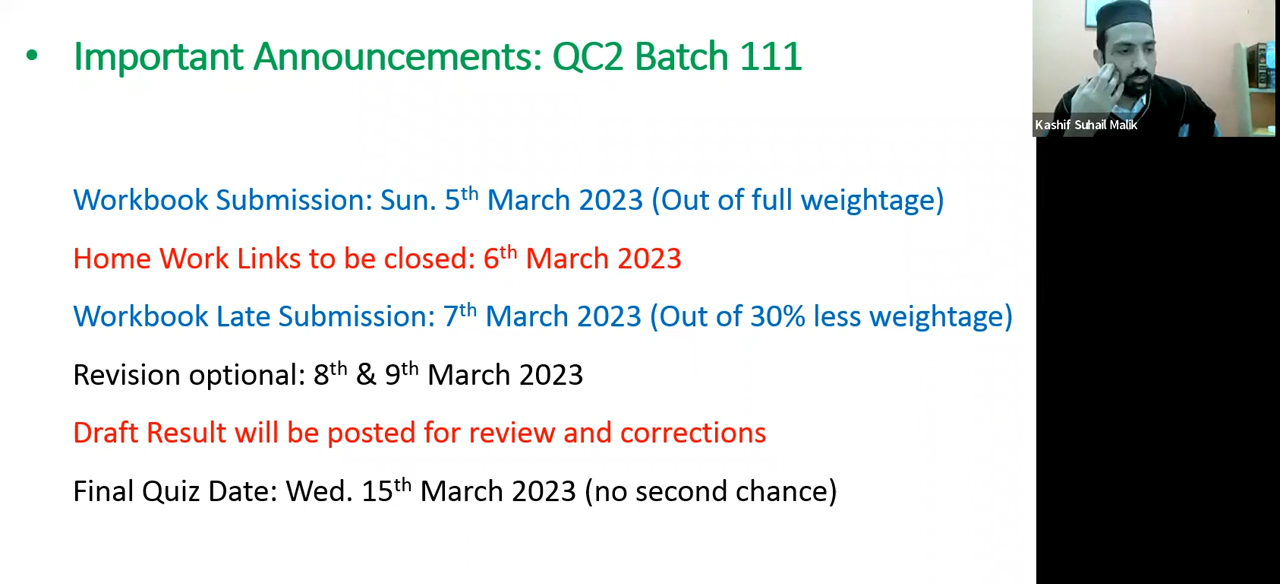 • Important Announcements: QC2 Batch 111
Kashif Suhail Malik
Workbook Submission: Sun. 5th March 2023 (Out of full weightage)
Home Work Links to be closed: 6th March 2023
Workbook Late Submission: 7th March 2023 (Out of 30% less weightage)
Revision optional: 8th & 9th March 2023
Draft Result will be posted for review and corrections
Final Quiz Date: Wed. 15th March 2023 (no second chance)